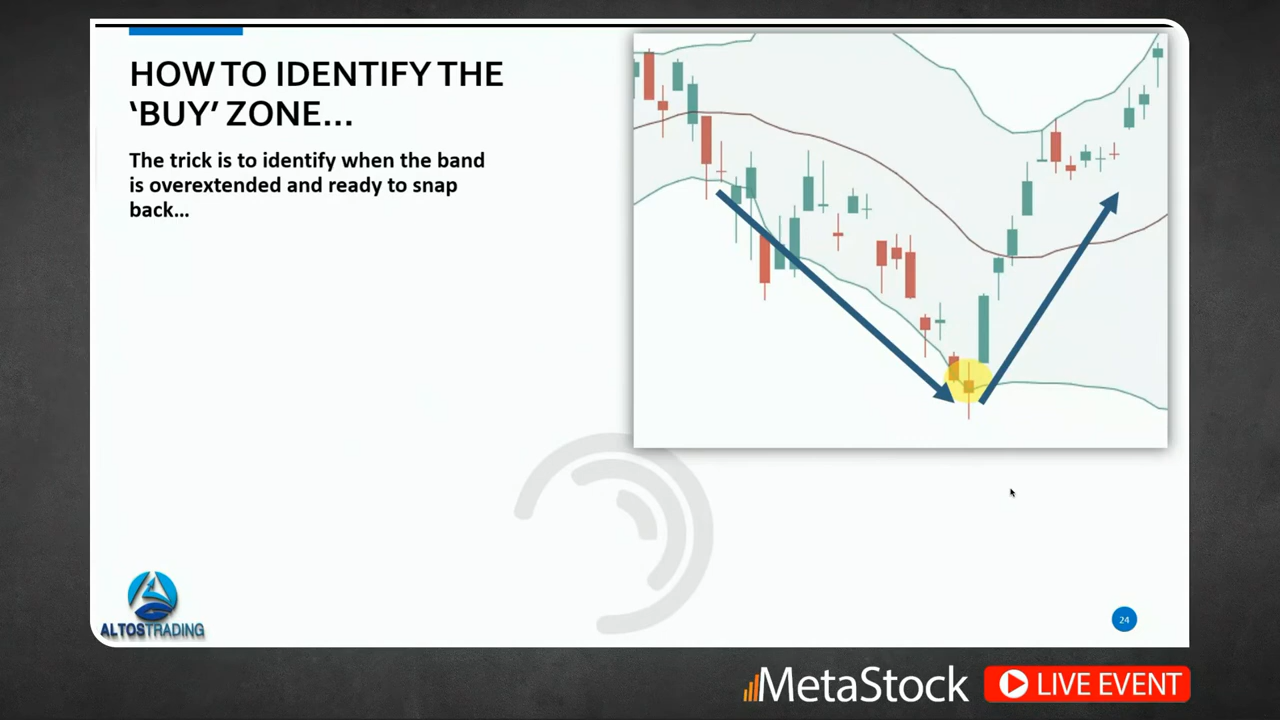 HOW TO IDENTIFY THE
‘BUY’ ZONE...
The trick is to identify when the band
is overextended and ready to snap
back...
ALTOSTRADING
24
MetaStock
LIVE EVENT